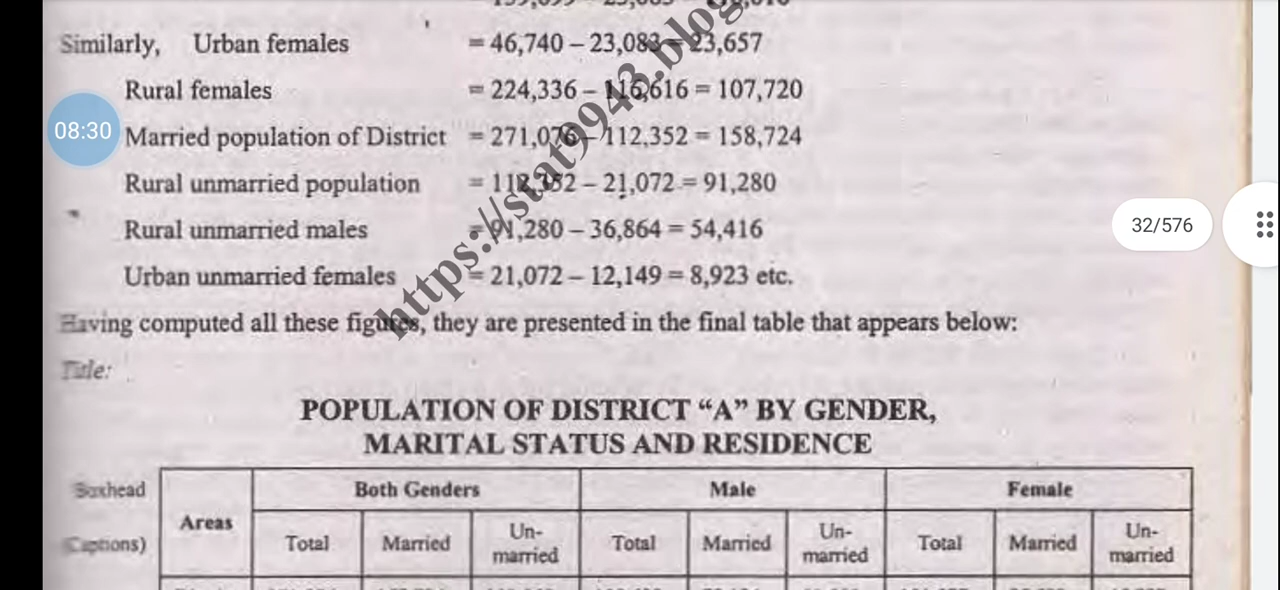 Similarly, Urban females = 46,740 – 23,083 = 23,657
Rural females = 224,336 – 116,616 = 107,720
08:30
Married population of District = 271,076 – 112,352 = 158,724
Rural unmarried population = 112,352 – 21,072 = 91,280
32/576
Rural unmarried males = 91,280 – 36,864 = 54,416
Urban unmarried females = 21,072 – 12,149 = 8,923 etc.
https://stat9943.blog
Having computed all these figures, they are presented in the final table that appears below:
Title:
POPULATION OF DISTRICT “A” BY GENDER,
MARITAL STATUS AND RESIDENCE
Boxhead
(Captions)
Areas
Both Genders Male Female
Total Married Un-married Total Married Un-married Total Married Un-married